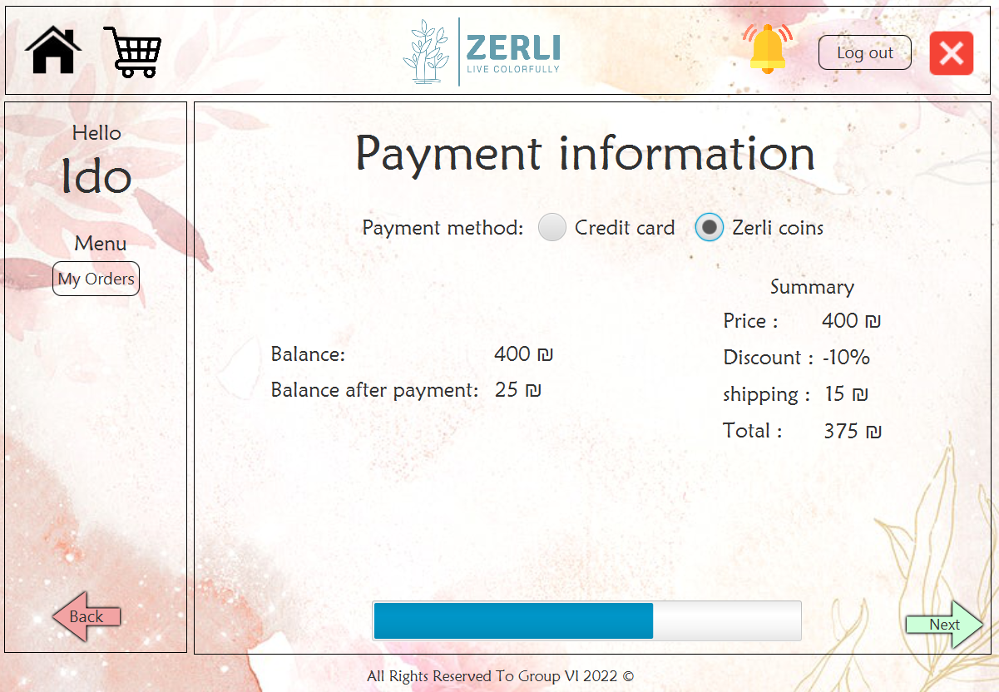 ZERLI
LIVE COLORFULLY
Log out
Hello
Ido
Menu
My Orders
Back
Payment information
Payment method: Credit card Zerli coins
Balance: 400 ₪
Balance after payment: 25 ₪
Summary
Price : 400 ₪
Discount : -10%
shipping : 15 ₪
Total : 375 ₪
Next
All Rights Reserved To Group VI 2022 ©